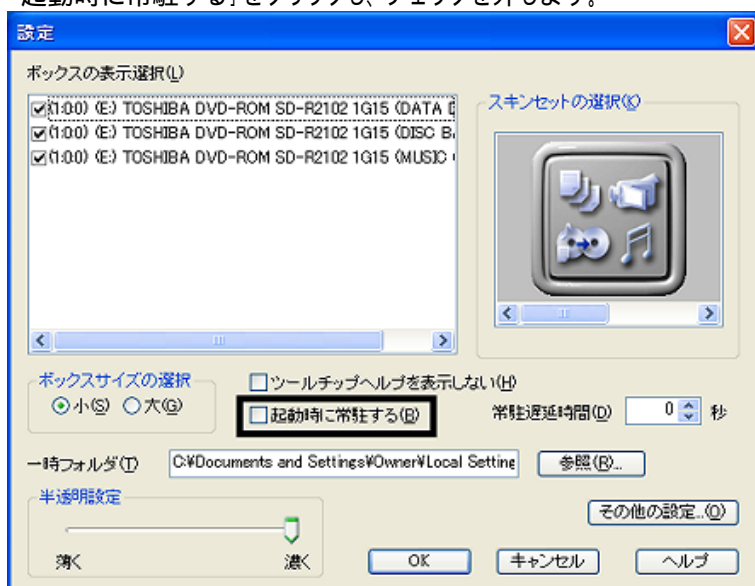 起動時に常駐する」をクリックし、チェックを外します。
設定
ボックスの表示選択(L)
(1:0:0) (E:) TOSHIBA DVD-ROM SD-R2102 1G15 (DATA
(1:0:0) (E:) TOSHIBA DVD-ROM SD-R2102 1G15 (DISC
(1:0:0) (E:) TOSHIBA DVD-ROM SD-R2102 1G15 (MUSIC
スキンセットの選択(K)
ボックスサイズの選択
小(S) 大(G)
ツールチップヘルプを表示しない(H)
起動時に常駐する(B)
常駐遅延時間(D) 0 秒
一時フォルダ(T) C:¥Documents and Settings¥Owner¥Local Setting 参照(R)...
半透明設定
薄く 濃く
その他の設定...(O)
OK キャンセル ヘルプ